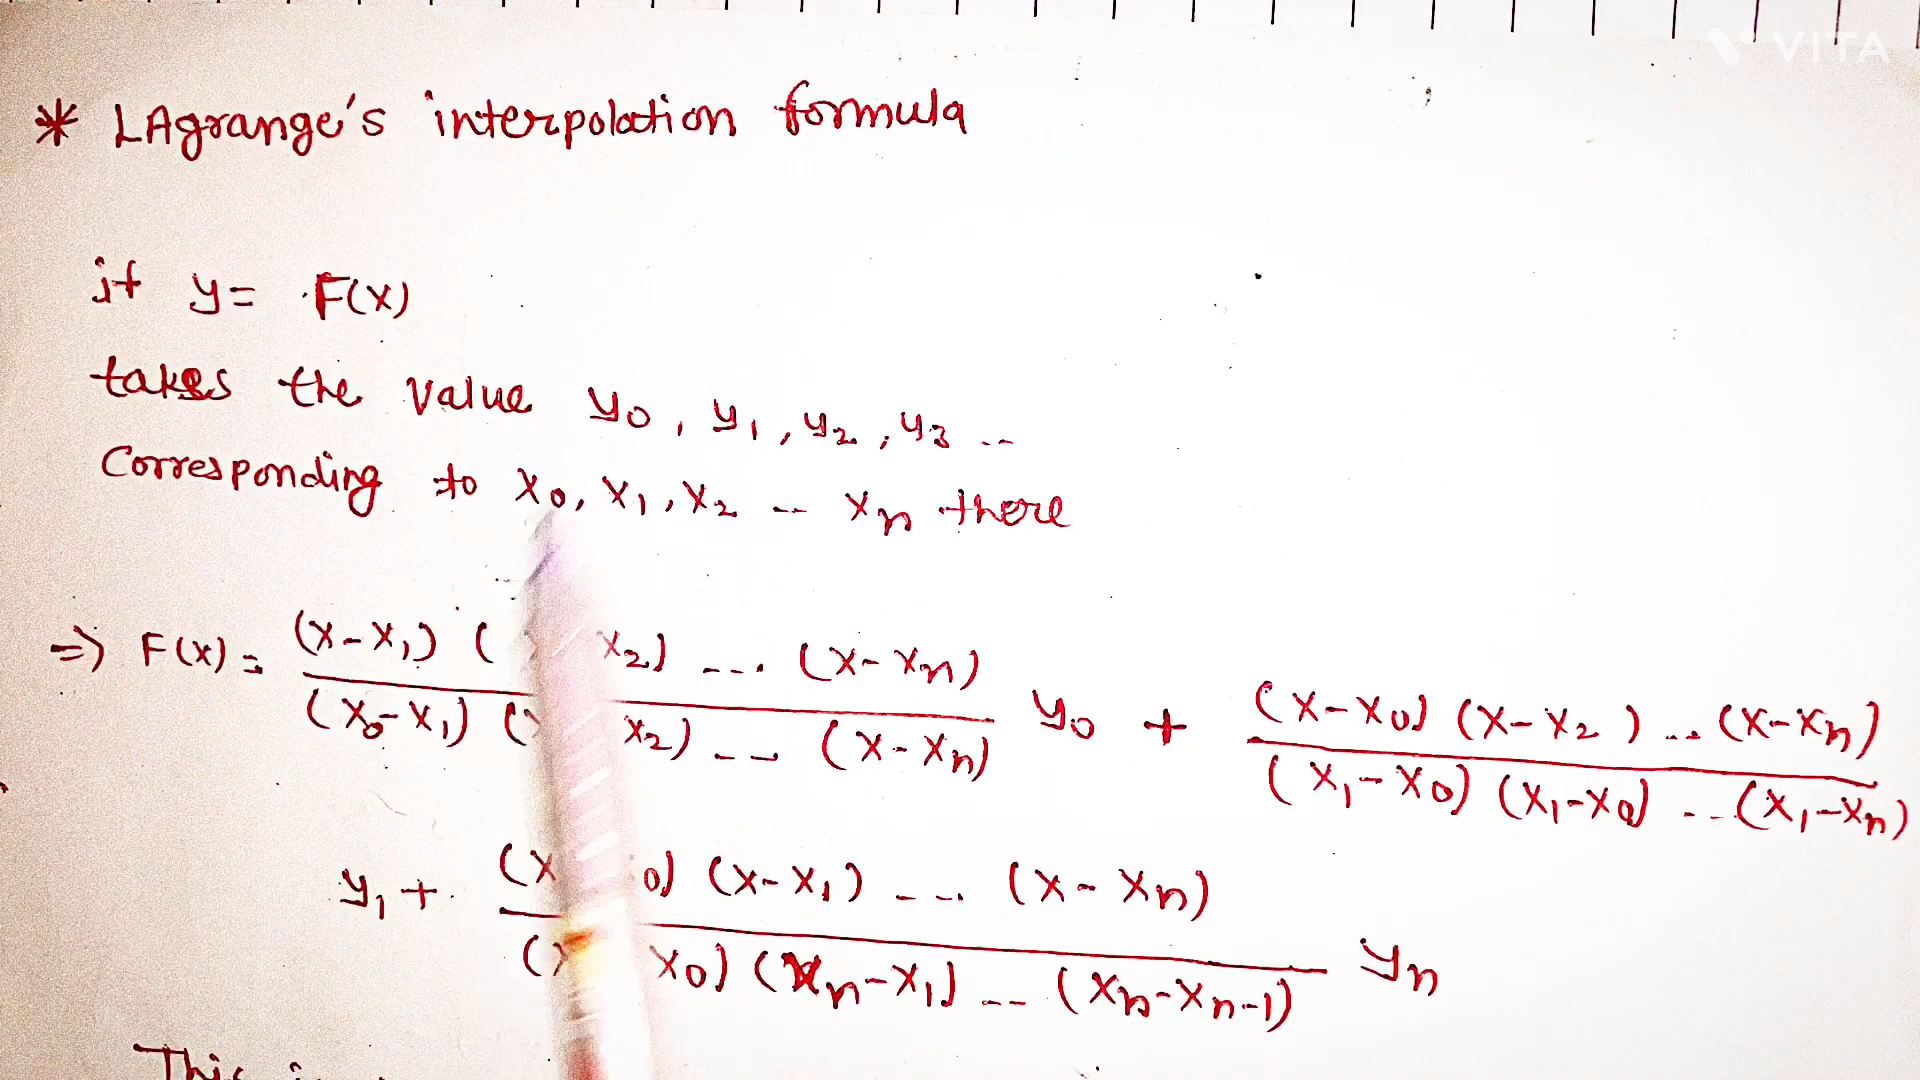 VITA
* LAgrange's interpolation formula
if y = F(x)
takes the value y0, y1, y2, y3 ..
Corresponding to x0, x1, x2 -- xn there
=> F(x) = (x-x1) ( x2) ---. (x-xn) / (x0-x1) ( x2) -- (x-xn) y0 + (x-x0) (x-x2) -.. (x-xn) / (x1-x0) (x1-x0) -- (x1-xn)
y1 + (x 0) (x-x1) --. (x-xn) / ( x0) (xn-x1) -- (xn-xn-1) yn
This